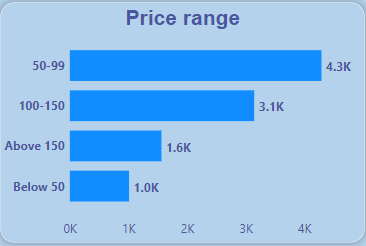 Price range
50-99 4.3K
100-150 3.1K
Above 150 1.6K
Below 50 1.0K
0K 1K 2K 3K 4K